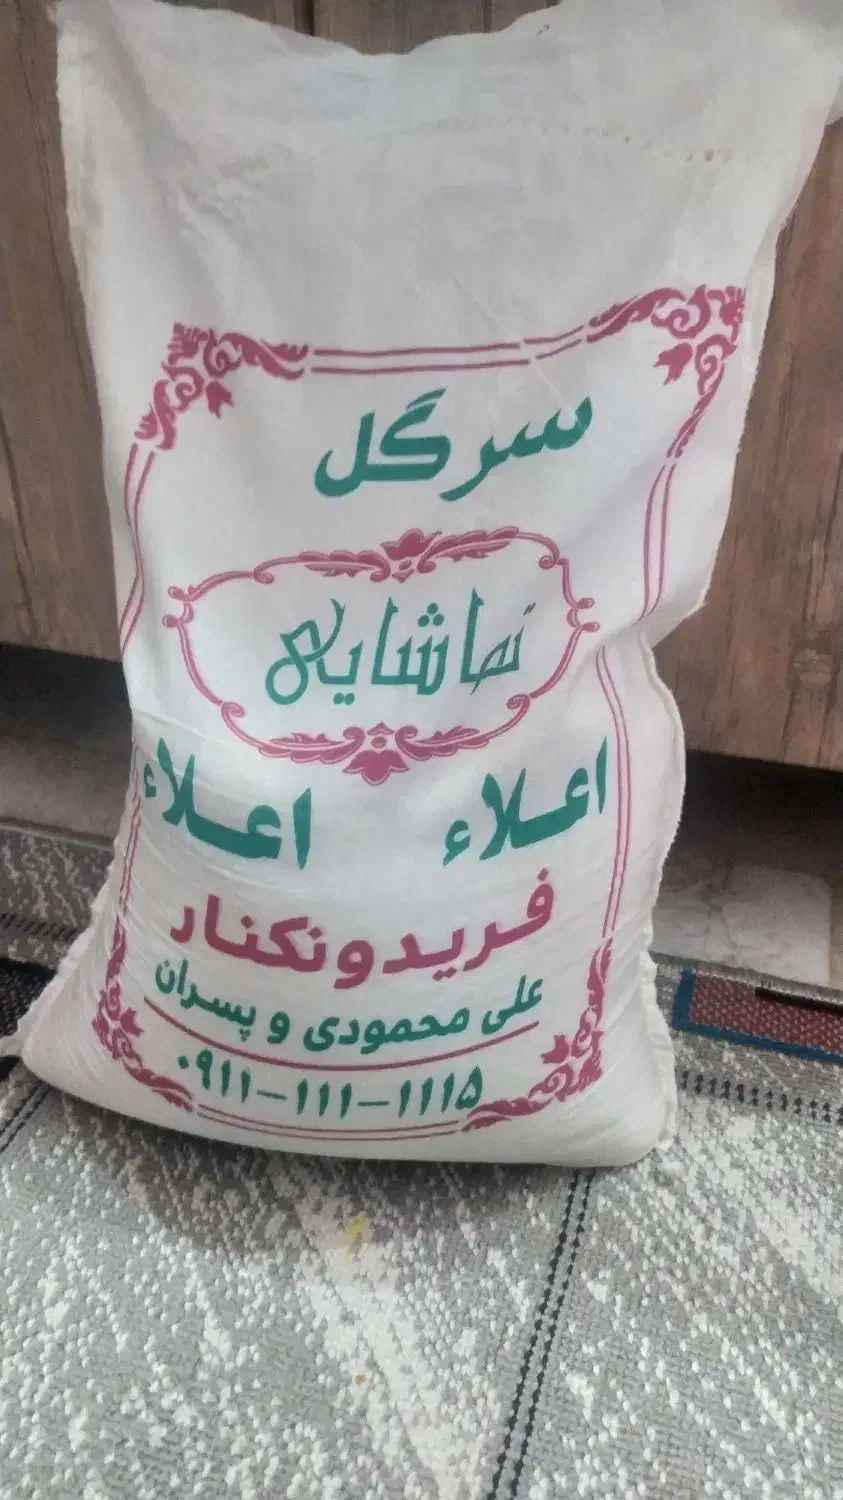 سرگل
تماشایی
اعلاء اعلاء
فریدونکنار
علی محمودی و پسران
۰۹۱۱-۱۱۱-۱۱۱۵